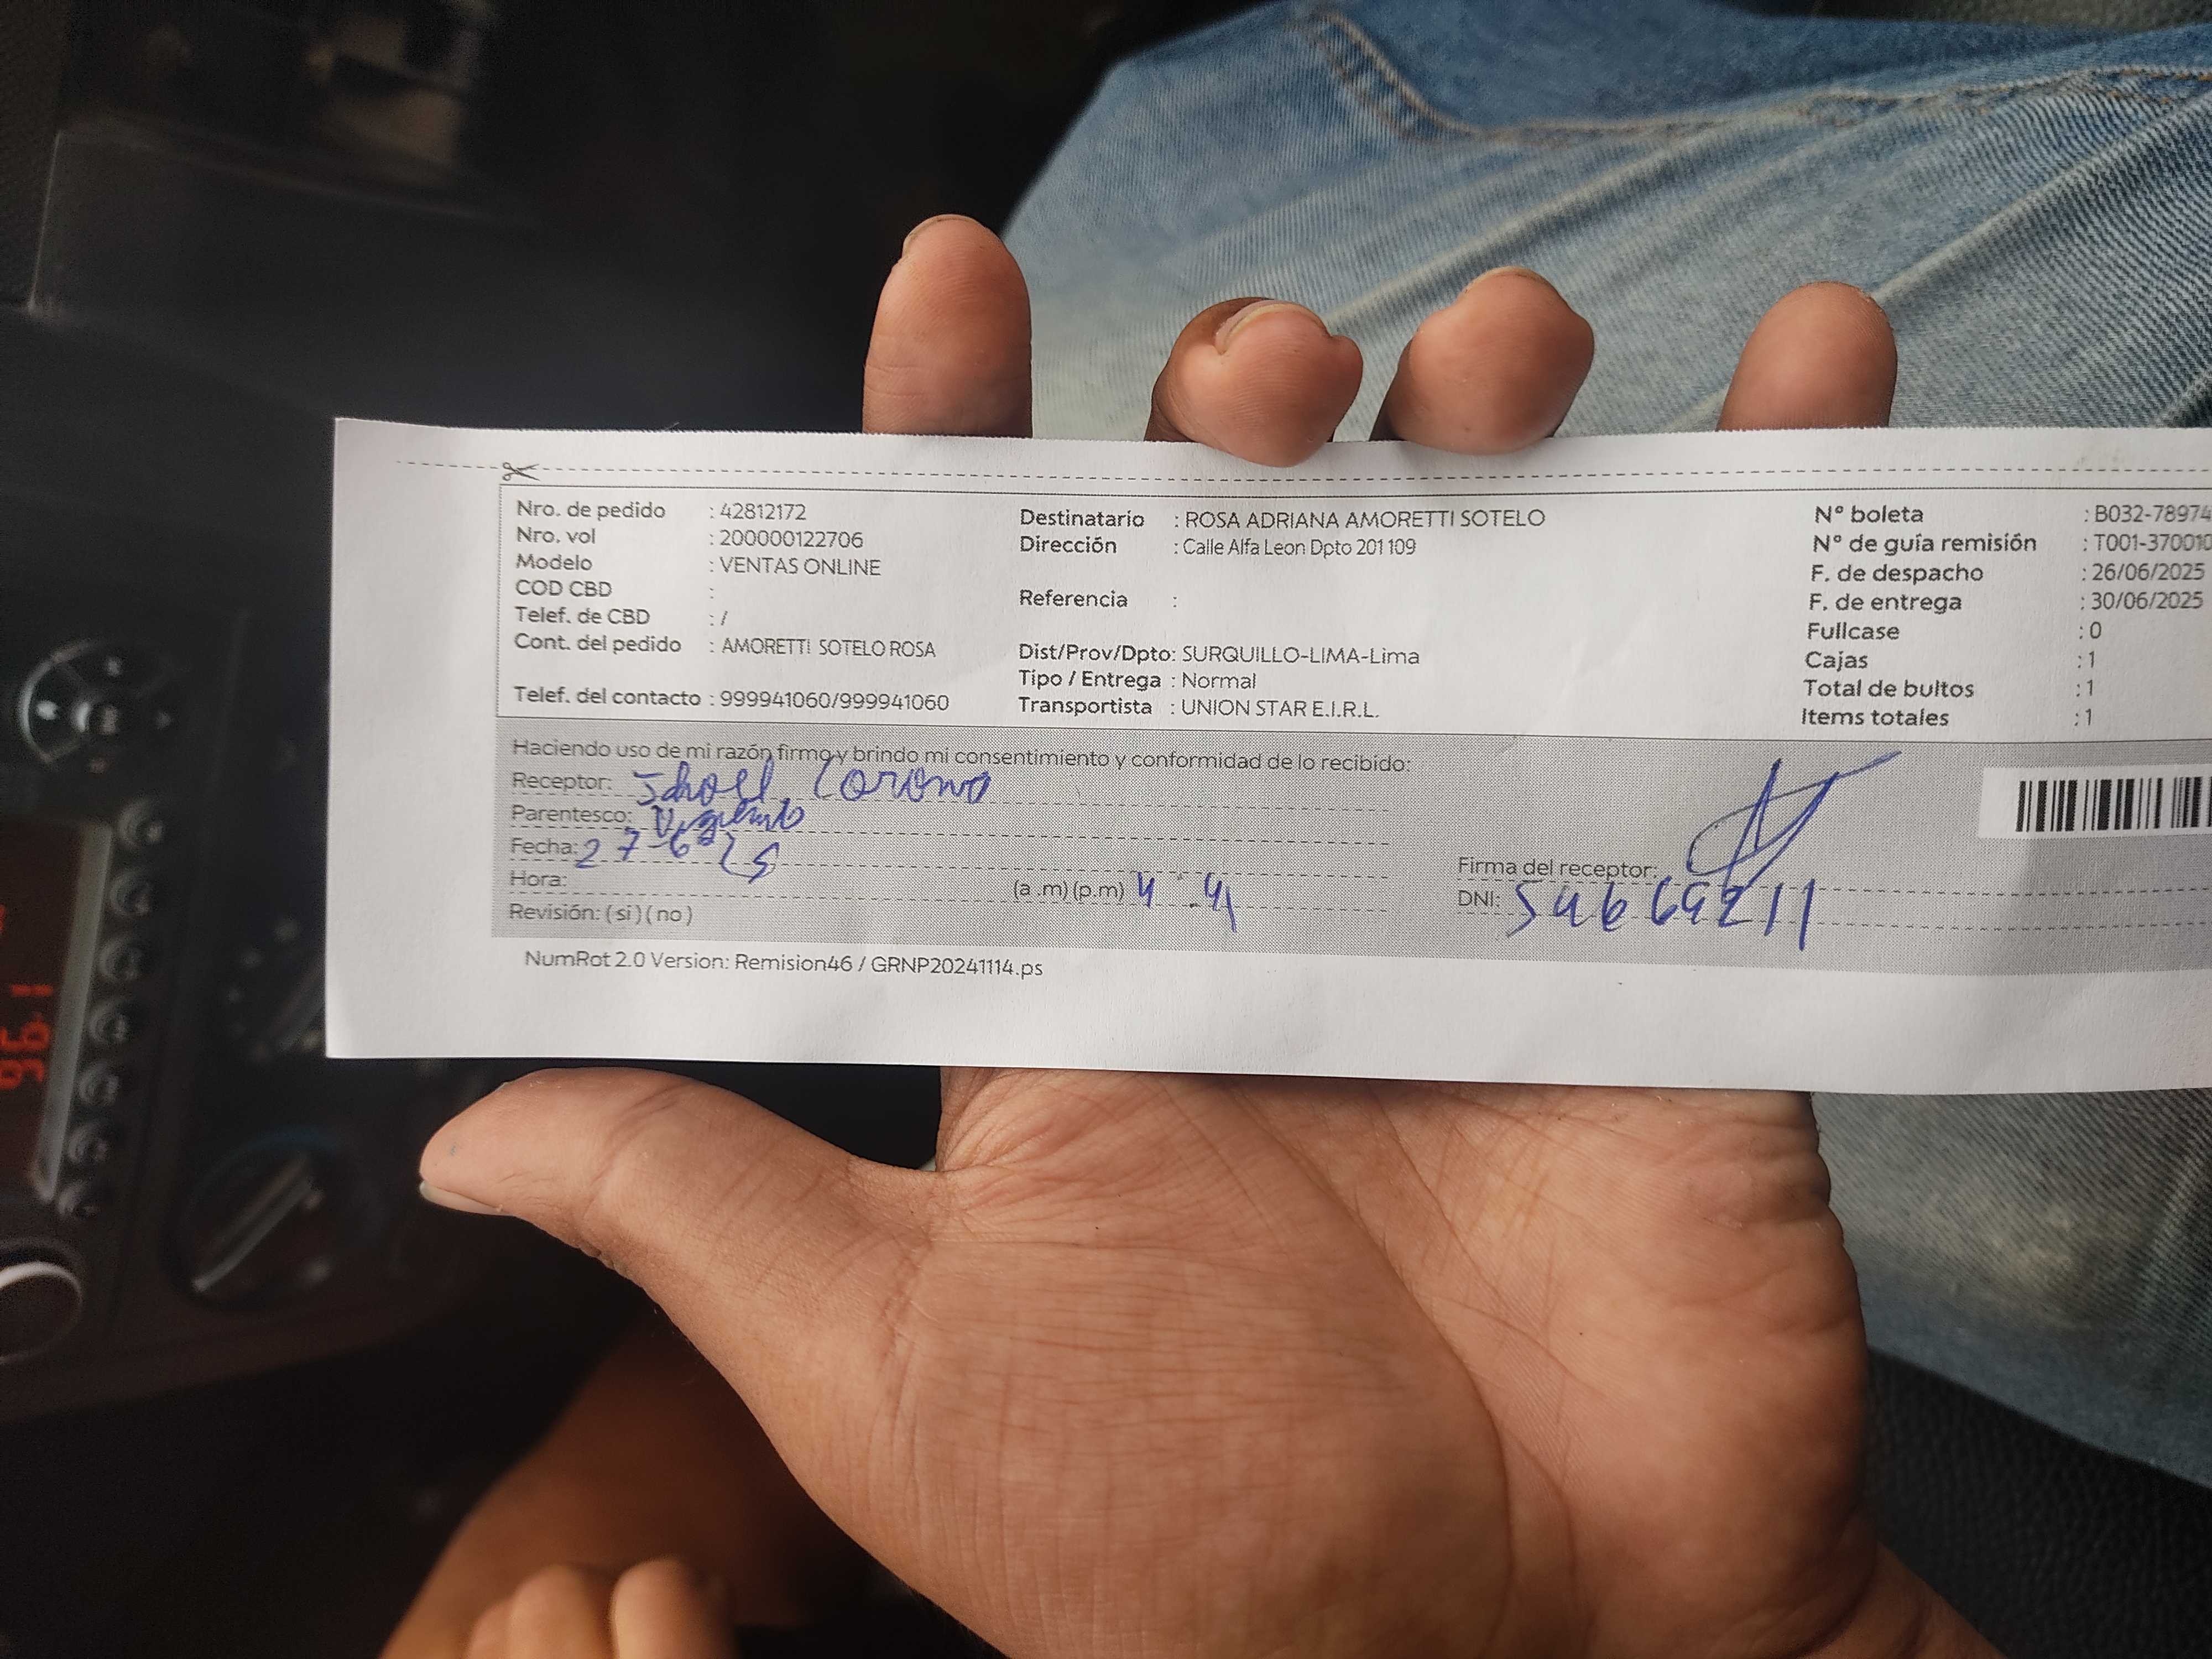 Nro. de pedido : 42812172
Nro. vol : 200000122706
Modelo : VENTAS ONLINE
COD CBD :
Telef. de CBD : /
Cont. del pedido : AMORETTI SOTELO ROSA
Telef. del contacto : 999941060/999941060
Destinatario : ROSA ADRIANA AMORETTI SOTELO
Dirección : Calle Alfa Leon Dpto 201 109
Referencia :
Dist/Prov/Dpto: SURQUILLO-LIMA-Lima
Tipo / Entrega : Normal
Transportista : UNION STAR E.I.R.L.
Nº boleta : B032-78974
Nº de guía remisión : T001-370010
F. de despacho : 26/06/2025
F. de entrega : 30/06/2025
Fullcase : 0
Cajas : 1
Total de bultos : 1
Items totales : 1
Haciendo uso de mi razón firmo y brindo mi consentimiento y conformidad de lo recibido:
Receptor: Corono
Parentesco:
Fecha: 27-6-25
Hora: (a .m) (p.m) 4:41
Revisión: ( si ) ( no )
Firma del receptor:
DNI:
NumRot 2.0 Version: Remision46 / GRNP20241114.ps
96.1